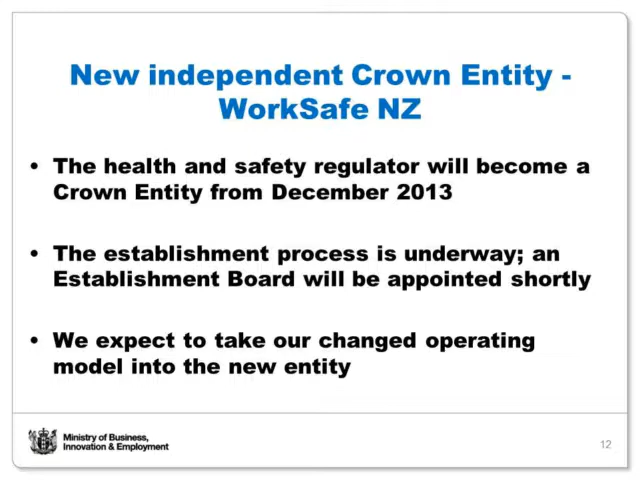 New independent Crown Entity -
WorkSafe NZ
• The health and safety regulator will become a
Crown Entity from December 2013
• The establishment process is underway; an
Establishment Board will be appointed shortly
• We expect to take our changed operating
model into the new entity
Ministry of Business,
Innovation & Employment
12